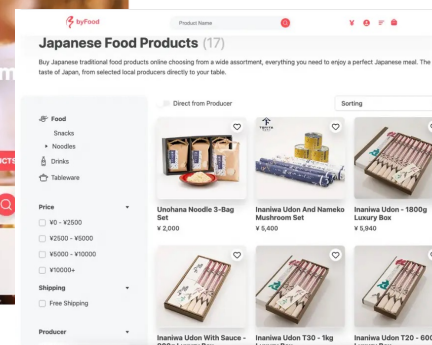 byFood
Product Name
¥
Japanese Food Products (17)
Buy Japanese traditional food products online choosing from a wide assortment, everything you need to enjoy a perfect Japanese meal. The
taste of Japan, from selected local producers directly to your table.
Food
Direct from Producer
Sorting
Snacks
Noodles
Drinks
Tableware
Price
¥0 - ¥2500
¥2500 - ¥5000
¥5000 - ¥10000
¥10000+
Shipping
Free Shipping
Producer
Unohana Noodle 3-Bag
Set
¥ 2,000
Inaniwa Udon And Nameko
Mushroom Set
¥ 5,400
Inaniwa Udon - 1800g
Luxury Box
¥ 5,940
Inaniwa Udon With Sauce -
Inaniwa Udon T30 - 1kg
Inaniwa Udon T20 - 600